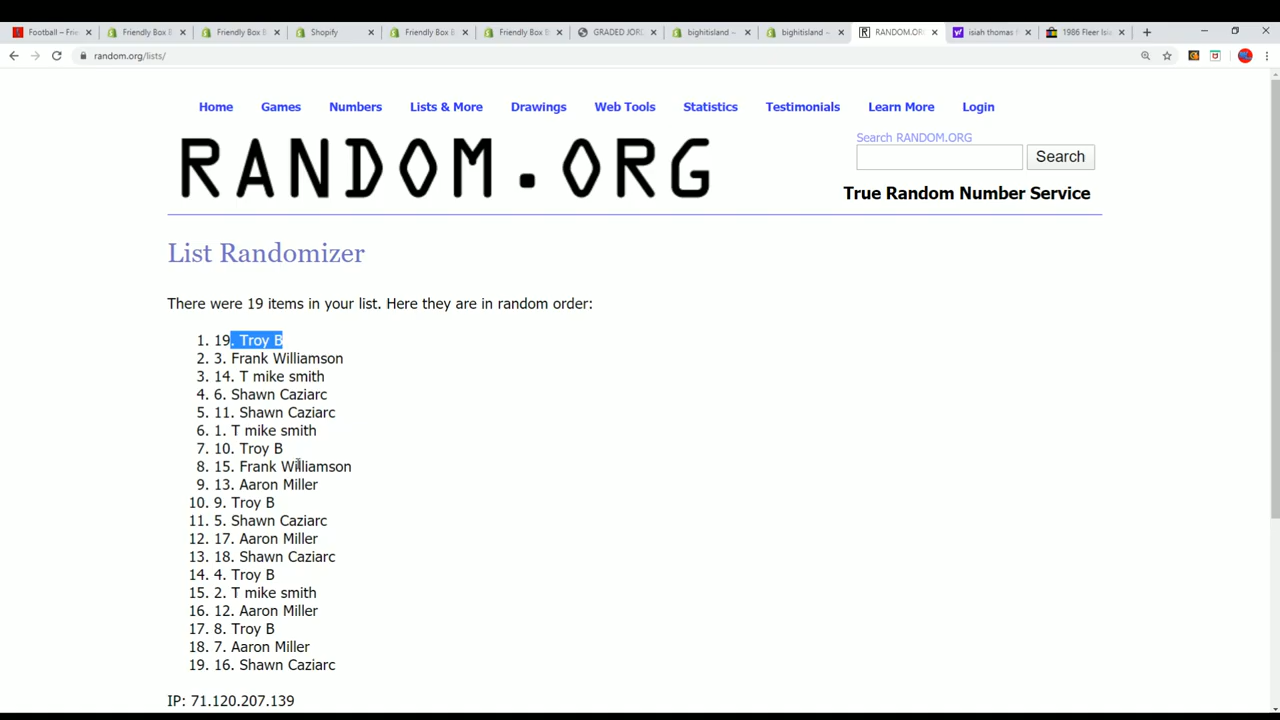 Football – Frie
Friendly Box B
Friendly Box B
Shopify
Friendly Box B
Friendly Box B
GRADED JORD
bighitisland –
bighitisland –
RANDOM.ORG
isiah thomas f
1986 Fleer Isia
random.org/lists/
Home Games Numbers Lists & More Drawings Web Tools Statistics Testimonials Learn More Login
RANDOM.ORG
Search RANDOM.ORG
Search
True Random Number Service
List Randomizer
There were 19 items in your list. Here they are in random order:
1. 19. Troy B
2. 3. Frank Williamson
3. 14. T mike smith
4. 6. Shawn Caziarc
5. 11. Shawn Caziarc
6. 1. T mike smith
7. 10. Troy B
8. 15. Frank Williamson
9. 13. Aaron Miller
10. 9. Troy B
11. 5. Shawn Caziarc
12. 17. Aaron Miller
13. 18. Shawn Caziarc
14. 4. Troy B
15. 2. T mike smith
16. 12. Aaron Miller
17. 8. Troy B
18. 7. Aaron Miller
19. 16. Shawn Caziarc
IP: 71.120.207.139